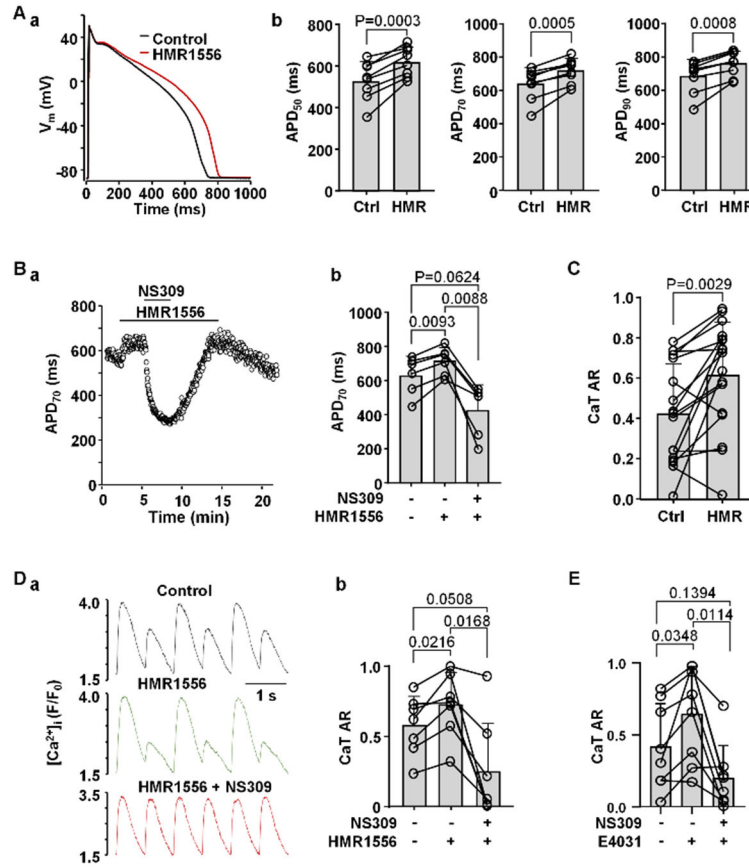 A
a
Control
HMR1556
40
0
-40
-80
Vm (mV)
0 200 400 600 800 1000
Time (ms)
b
P=0.0003
1000
800
600
400
200
0
APD50 (ms)
Ctrl HMR
0.0005
1000
800
600
400
200
0
APD70 (ms)
Ctrl HMR
0.0008
1000
800
600
400
200
0
APD90 (ms)
Ctrl HMR
B
a
NS309
HMR1556
800
700
600
500
400
300
200
APD70 (ms)
0 5 10 15 20
Time (min)
b
P=0.0624
0.0088
0.0093
1000
800
600
400
200
0
APD70 (ms)
NS309 - - +
HMR1556 - + +
C
P=0.0029
1.0
0.8
0.6
0.4
0.2
0.0
CaT AR
Ctrl HMR
D
a
Control
4.0
1.5
1 s
HMR1556
4.0
1.5
HMR1556 + NS309
3.5
1.5
[Ca²⁺]i (F/F0)
b
0.0508
0.0168
0.0216
1.0
0.5
0
CaT AR
NS309 - - +
HMR1556 - + +
E
0.1394
0.0114
0.0348
1.0
0.5
0.0
CaT AR
NS309 - - +
E4031 - + +